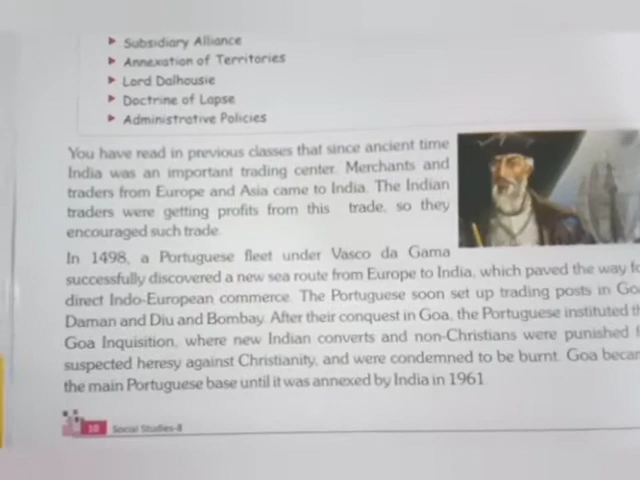 Subsidiary Alliance
Annexation of Territories
Lord Dalhousie
Doctrine of Lapse
Administrative Policies
You have read in previous classes that since ancient time
India was an important trading center. Merchants and
traders from Europe and Asia came to India. The Indian
traders were getting profits from this trade, so they
encouraged such trade.
In 1498, a Portuguese fleet under Vasco da Gama
successfully discovered a new sea route from Europe to India, which paved the way
direct Indo-European commerce. The Portuguese soon set up trading posts in
Daman and Diu and Bombay. After their conquest in Goa, the Portuguese instituted
Goa Inquisition, where new Indian converts and non-Christians were punished
suspected heresy against Christianity, and were condemned to be burnt. Goa
the main Portuguese base until it was annexed by India in 1961.
10 Social Studies-8